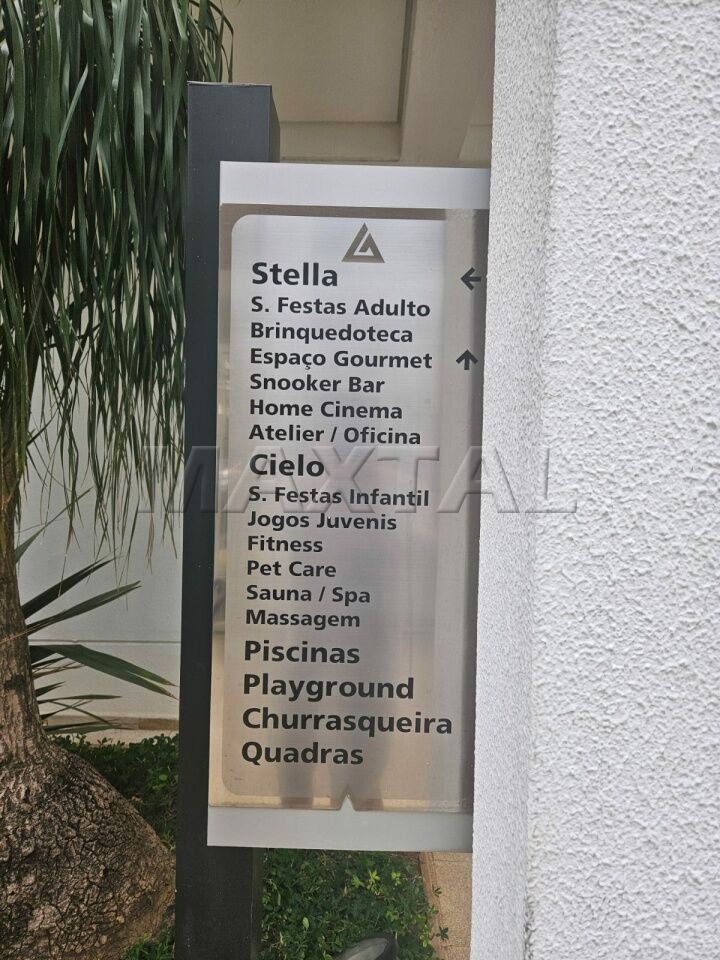 Stella ←
S. Festas Adulto
Brinquedoteca
Espaço Gourmet ↑
Snooker Bar
Home Cinema
Atelier / Oficina
Cielo
MAXTAL
S. Festas Infantil
Jogos Juvenis
Fitness
Pet Care
Sauna / Spa
Massagem
Piscinas
Playground
Churrasqueira
Quadras